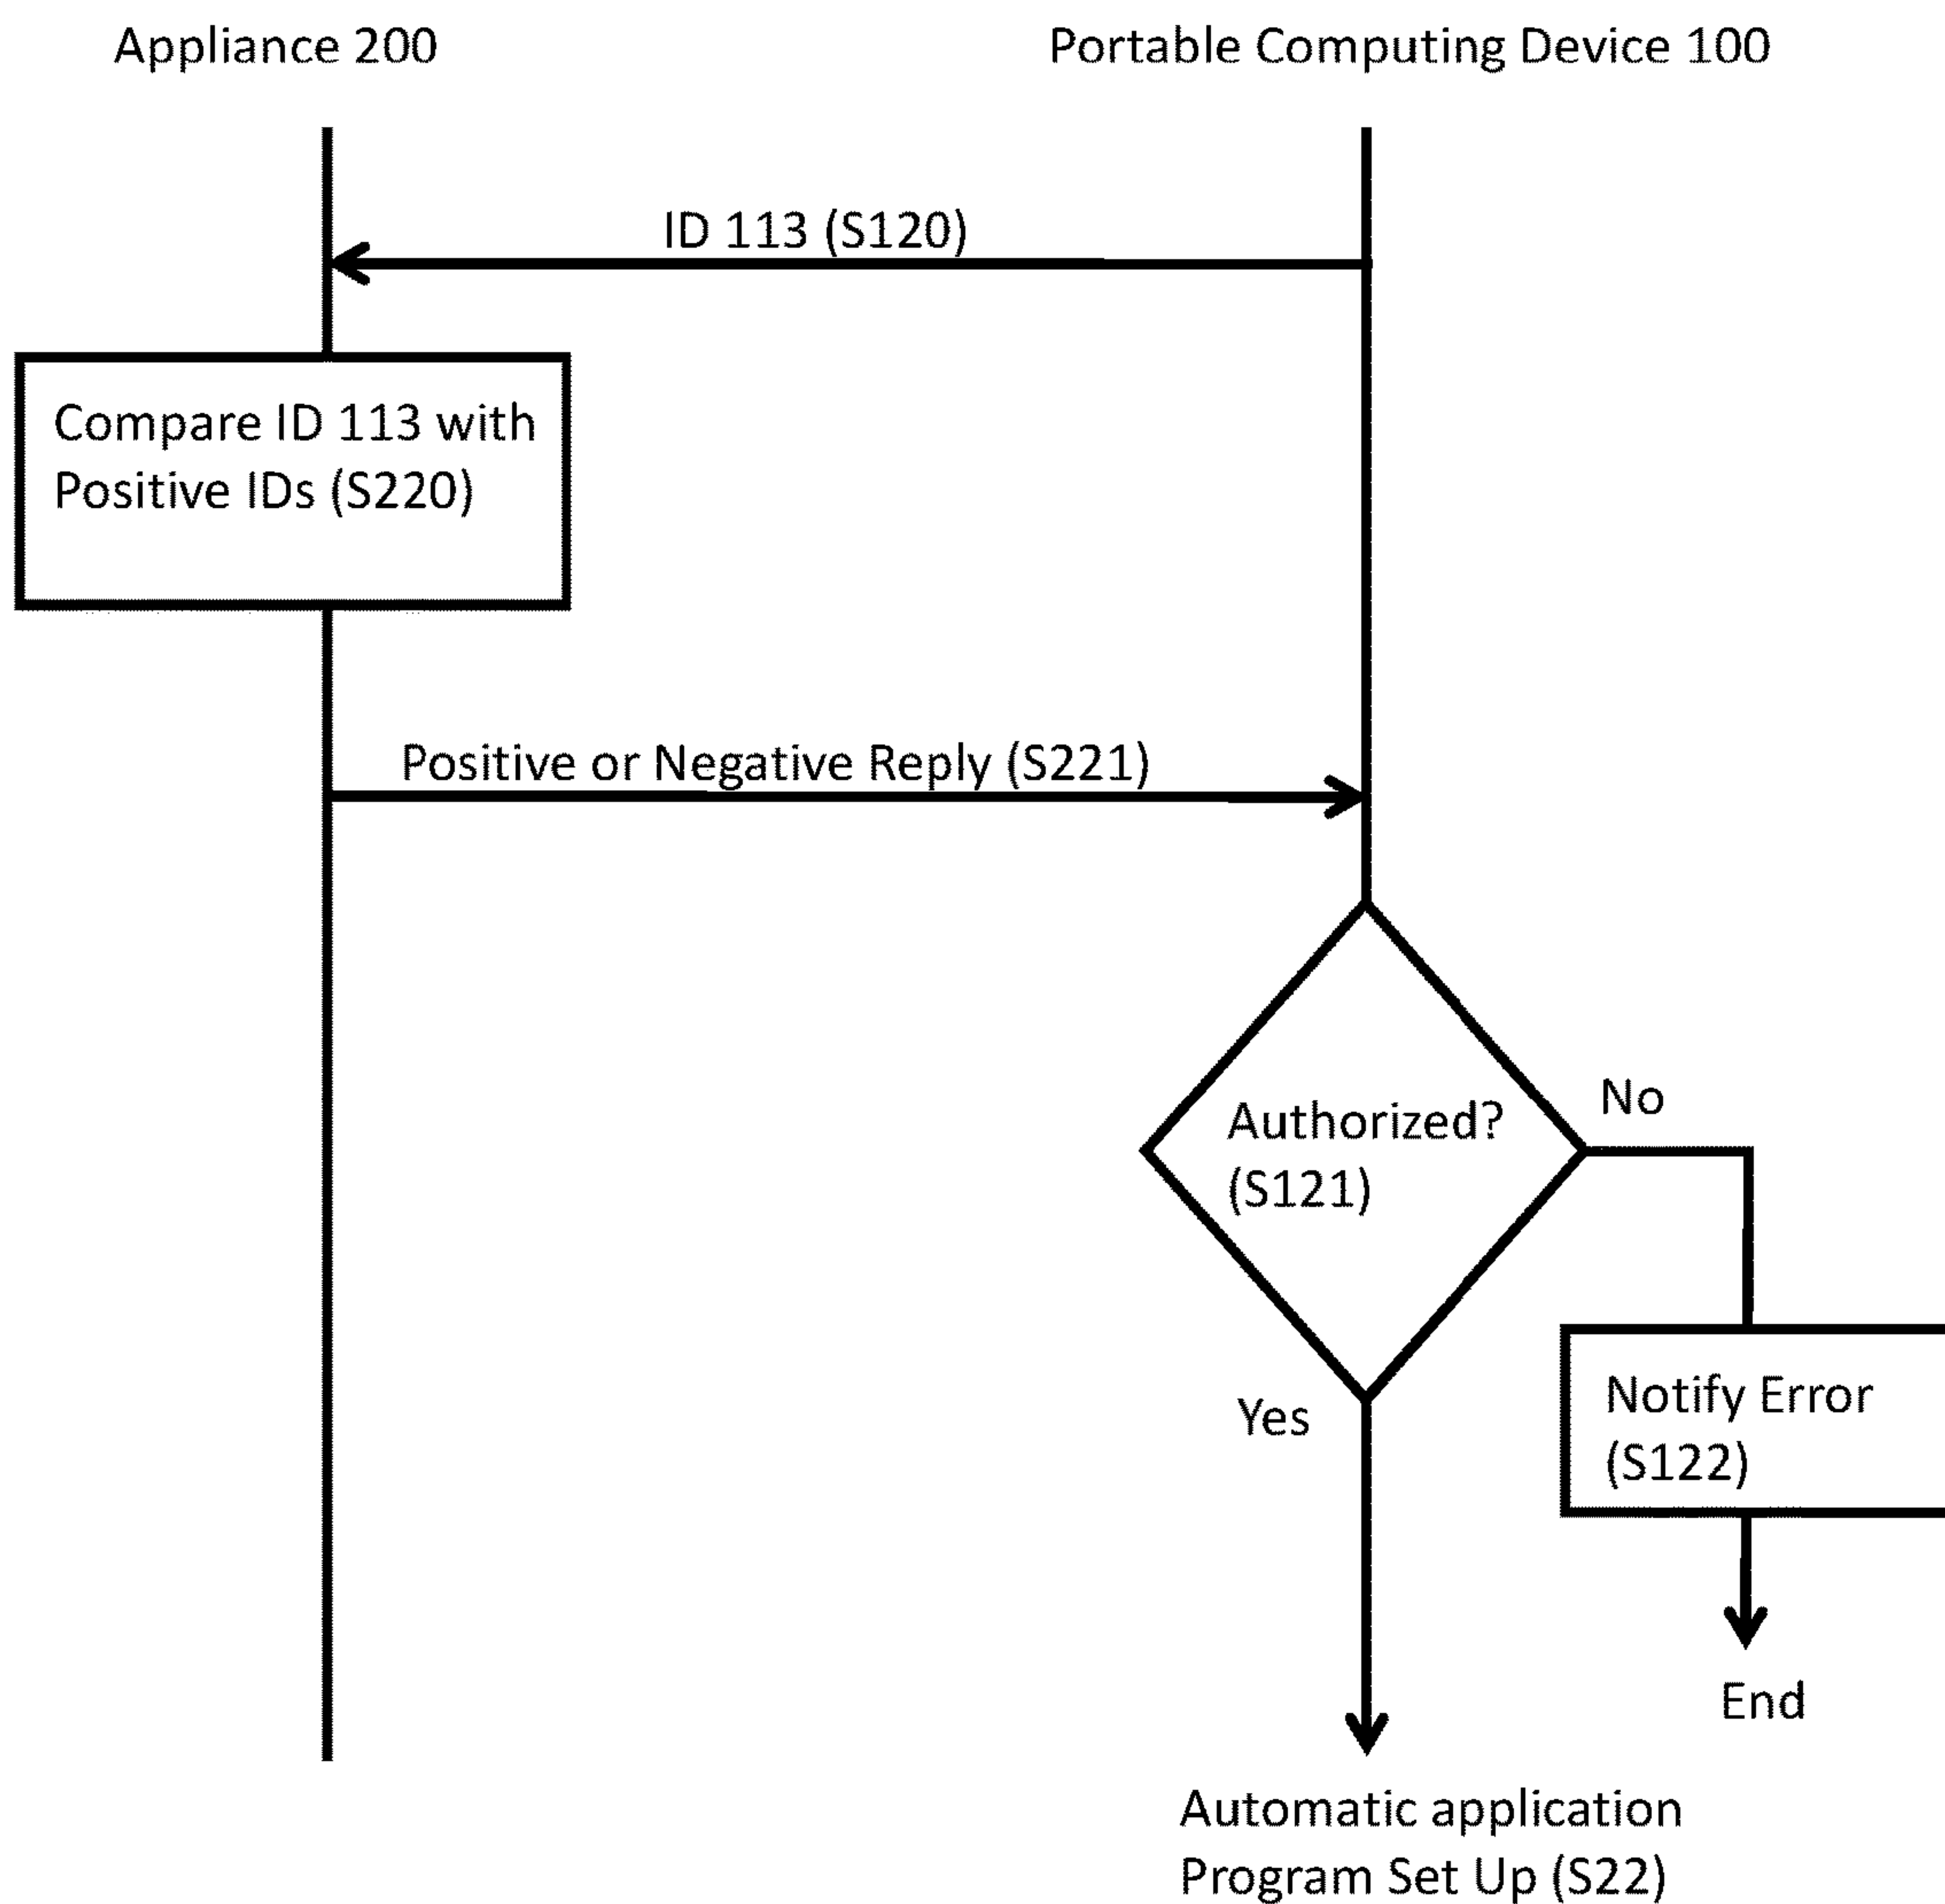 Appliance 200
Portable Computing Device 100
ID 113 (S120)
Compare ID 113 with
Positive IDs (S220)
Positive or Negative Reply (S221)
Authorized?
(S121)
No
Yes
Notify Error
(S122)
End
Automatic application
Program Set Up (S22)